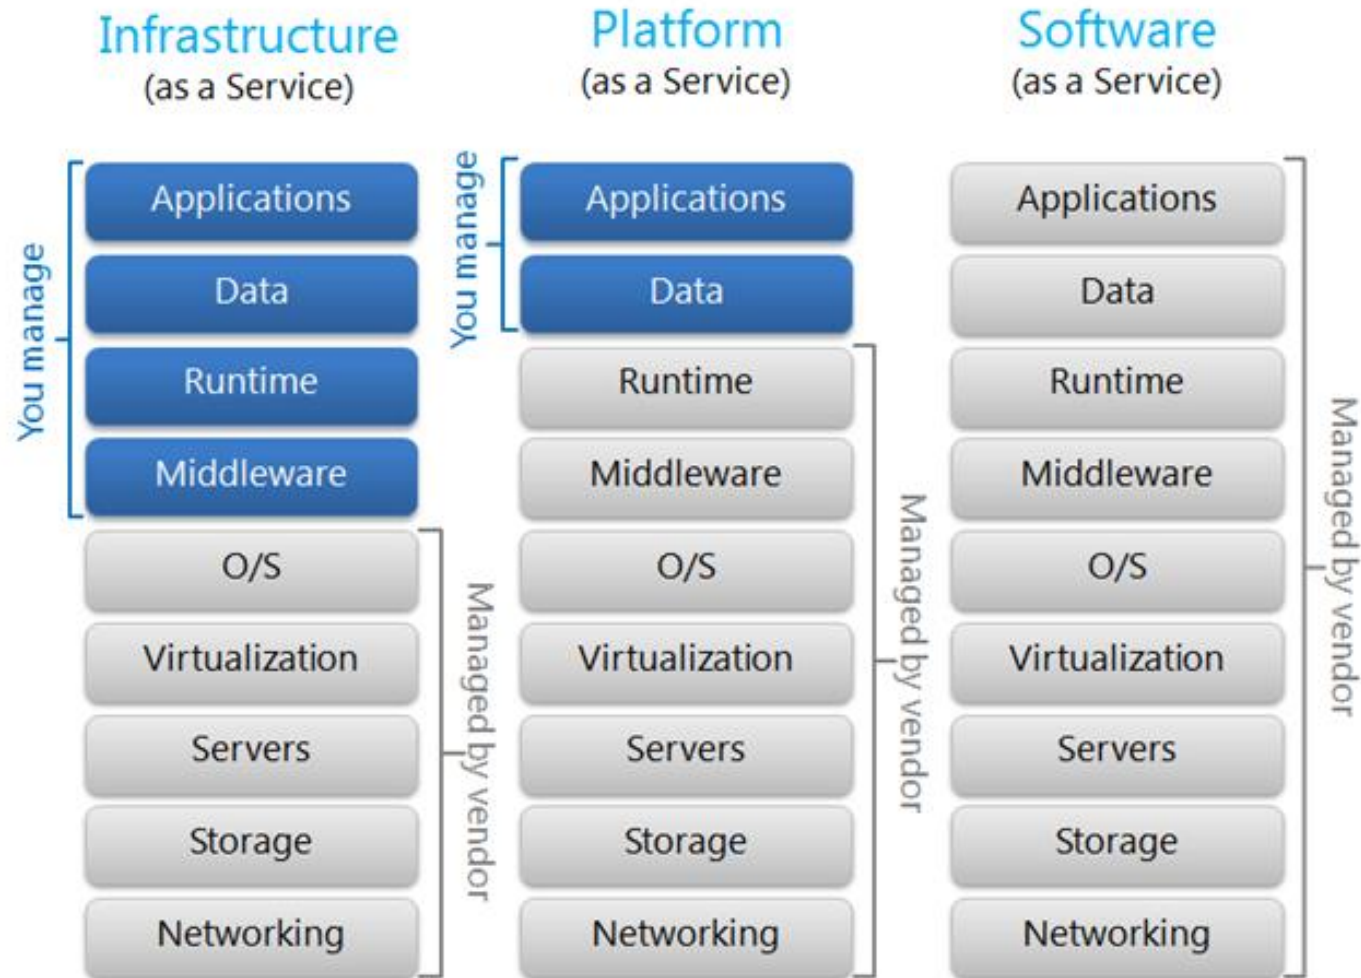 Infrastructure
(as a Service)
You manage
Applications
Data
Runtime
Middleware
O/S
Virtualization
Servers
Storage
Networking
Managed by vendor
Platform
(as a Service)
You manage
Applications
Data
Runtime
Middleware
O/S
Virtualization
Servers
Storage
Networking
Managed by vendor
Software
(as a Service)
Applications
Data
Runtime
Middleware
O/S
Virtualization
Servers
Storage
Networking
Managed by vendor